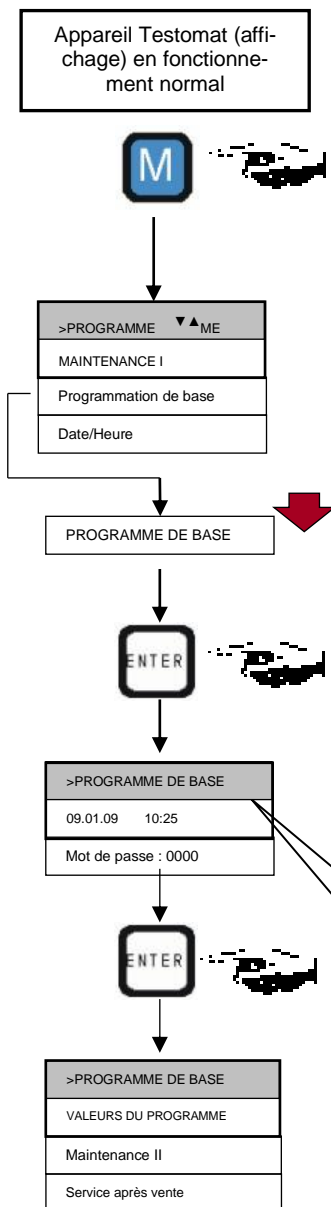 Appareil Testomat (affi-
chage) en fonctionne-
ment normal
M
>PROGRAMME ▼▲ME
MAINTENANCE I
Programmation de base
Date/Heure
PROGRAMME DE BASE
ENTER
>PROGRAMME DE BASE
09.01.09 10:25
Mot de passe : 0000
ENTER
>PROGRAMME DE BASE
VALEURS DU PROGRAMME
Maintenance II
Service après vente